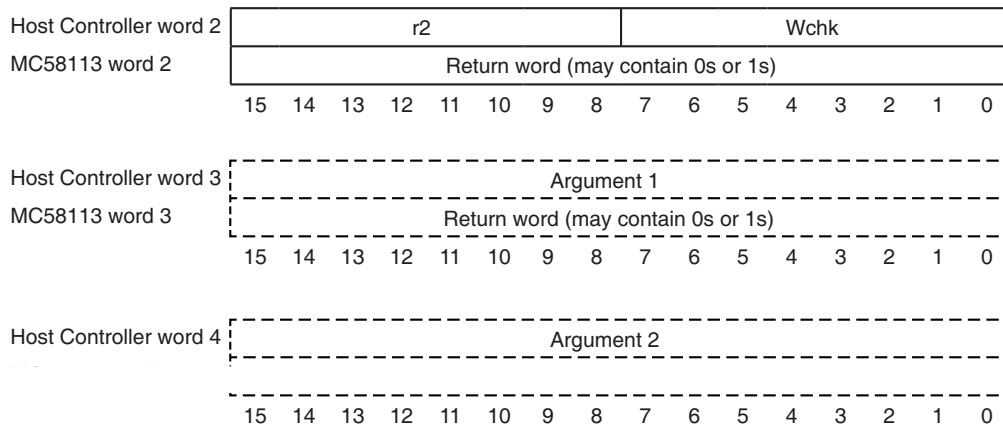 Host Controller word 2 r2 Wchk
MC58113 word 2 Return word (may contain 0s or 1s)
15 14 13 12 11 10 9 8 7 6 5 4 3 2 1 0
Host Controller word 3 Argument 1
MC58113 word 3 Return word (may contain 0s or 1s)
15 14 13 12 11 10 9 8 7 6 5 4 3 2 1 0
Host Controller word 4 Argument 2
15 14 13 12 11 10 9 8 7 6 5 4 3 2 1 0